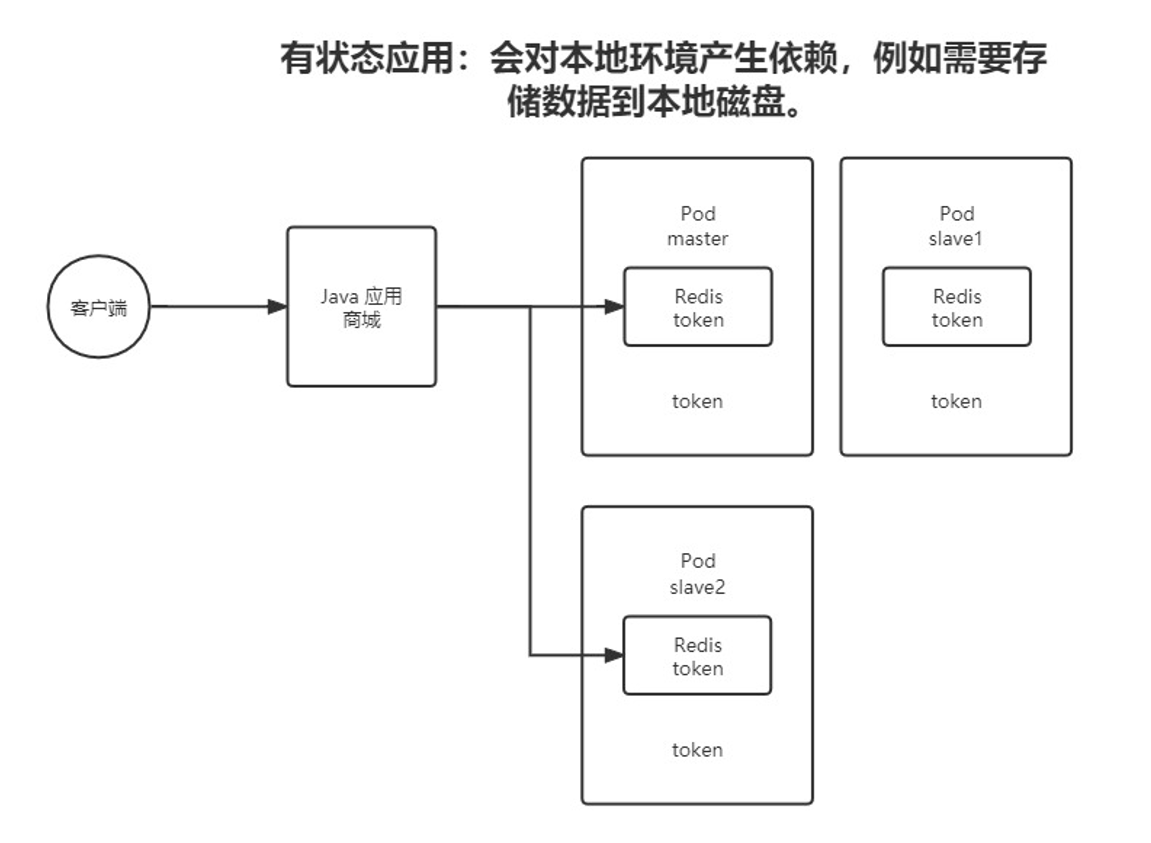 有状态应用：会对本地环境产生依赖，例如需要存
储数据到本地磁盘。
客户端
Java 应用
商城
Pod
master
Redis
token
token
Pod
slave1
Redis
token
token
Pod
slave2
Redis
token
token